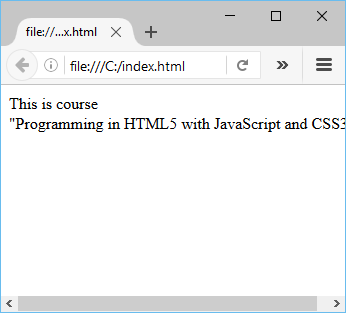 file://...x.html
file:///C:/index.html
This is course
"Programming in HTML5 with JavaScript and CSS3